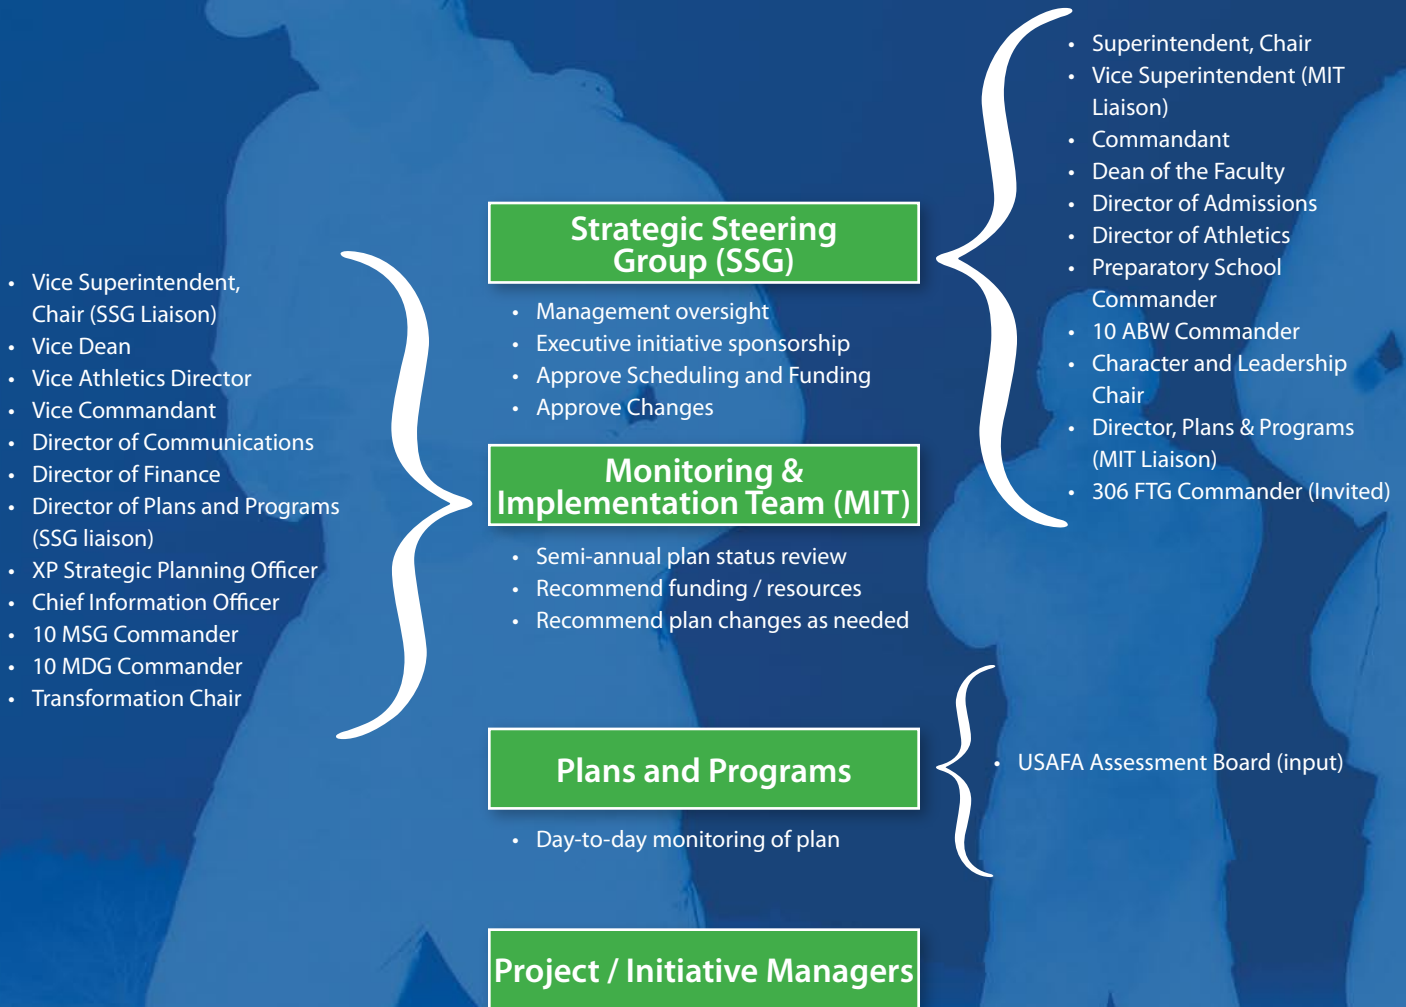 • Superintendent, Chair
• Vice Superintendent (MIT
Liaison)
• Commandant
• Dean of the Faculty
• Director of Admissions
• Director of Athletics
• Preparatory School
Commander
• 10 ABW Commander
• Character and Leadership
Chair
• Director, Plans & Programs
(MIT Liaison)
• 306 FTG Commander (Invited)
Strategic Steering
Group (SSG)
• Management oversight
• Executive initiative sponsorship
• Approve Scheduling and Funding
• Approve Changes
• Vice Superintendent,
Chair (SSG Liaison)
• Vice Dean
• Vice Athletics Director
• Vice Commandant
• Director of Communications
• Director of Finance
• Director of Plans and Programs
(SSG liaison)
• XP Strategic Planning Officer
• Chief Information Officer
• 10 MSG Commander
• 10 MDG Commander
• Transformation Chair
Monitoring &
Implementation Team (MIT)
• Semi-annual plan status review
• Recommend funding / resources
• Recommend plan changes as needed
Plans and Programs
• USAFA Assessment Board (input)
• Day-to-day monitoring of plan
Project / Initiative Managers